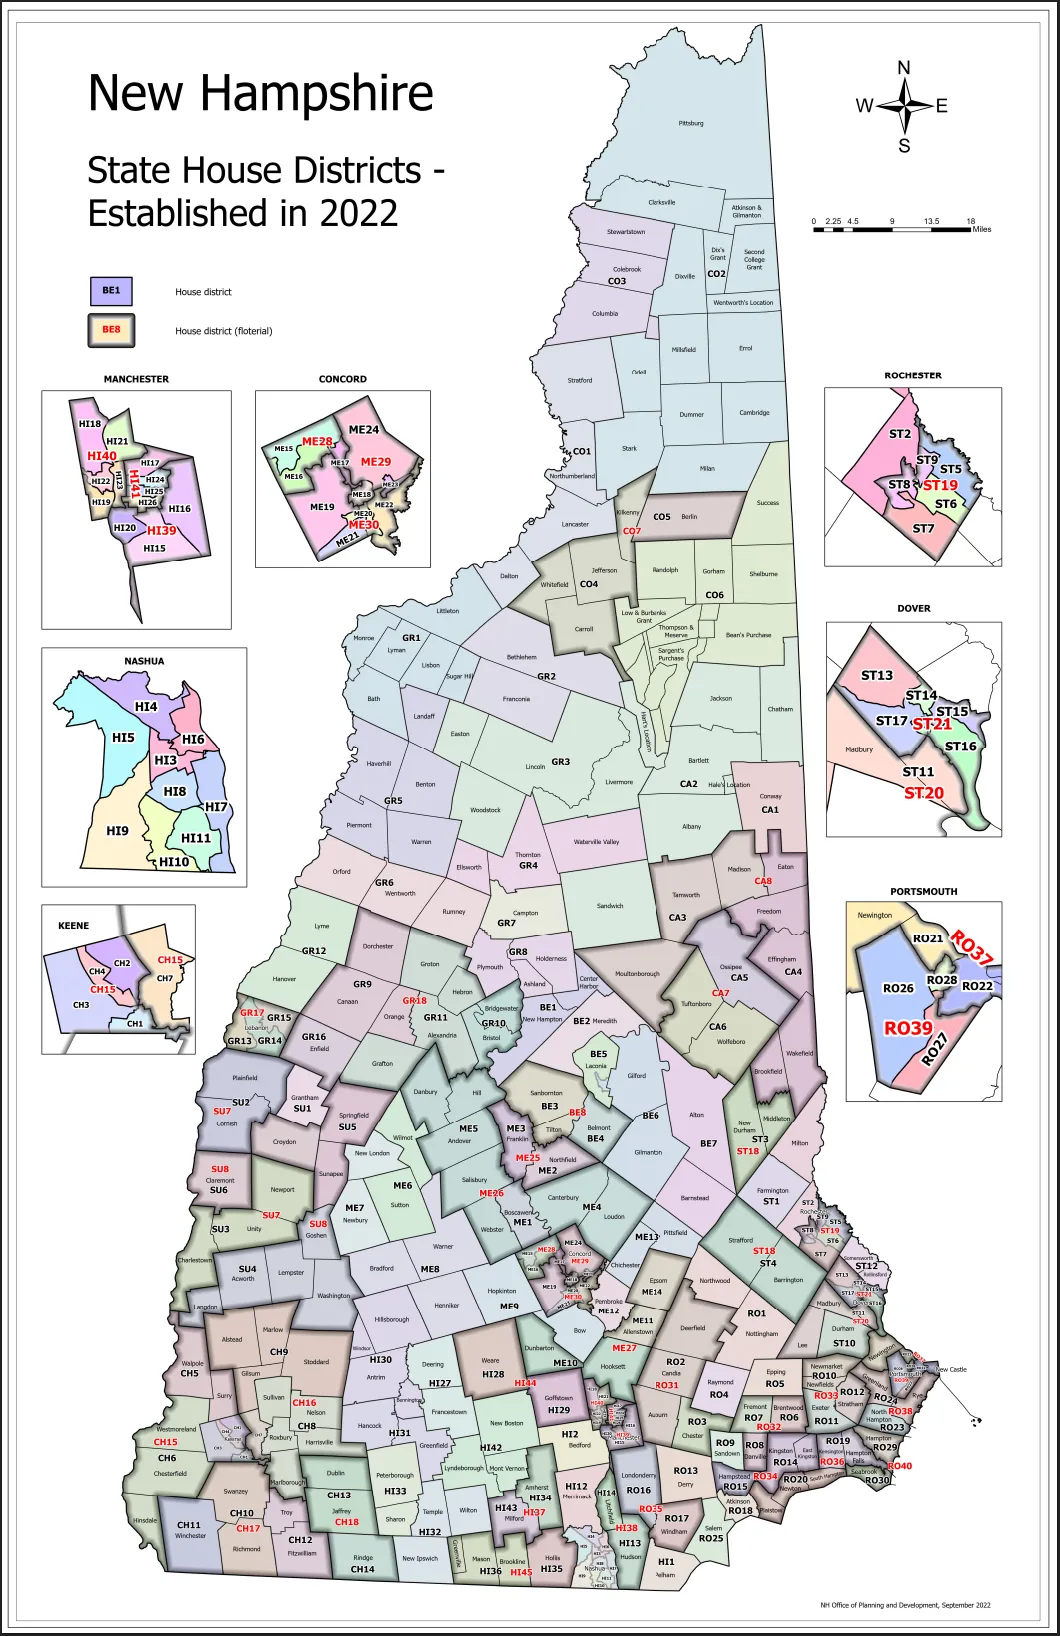 New Hampshire
State House Districts -
Established in 2022
N
W E
S
0 2.25 4.5 9 13.5 18
Miles
BE1 House district
BE8 House district (floterial)
MANCHESTER
HI18
HI21
HI40
HI17
HI22
HI23
HI41
HI24
HI25
HI19
HI26
HI16
HI20
HI39
HI15
CONCORD
ME24
ME28
ME15
ME17
ME29
ME16
ME23
ME18
ME19
ME22
ME20
ME30
ME21
NASHUA
HI4
HI5
HI6
HI3
HI8
HI7
HI9
HI11
HI10
KEENE
CH2
CH15
CH4
CH7
CH15
CH3
CH1
ROCHESTER
ST2
ST9
ST5
ST8
ST19
ST6
ST7
DOVER
ST13
ST14
ST15
ST17
ST21
Madbury
ST16
ST11
ST20
PORTSMOUTH
Newington
RO21
RO37
RO28
RO26
RO22
RO39
RO27
Pittsburg
Clarksville
Atkinson &
Gilmanton
Stewartstown
Dix's
Grant
Second
College
Grant
Colebrook
CO3
Dixville
CO2
Wentworth's Location
Columbia
Millsfield
Errol
Odell
Stratford
Dummer
Cambridge
CO1
Stark
Milan
Northumberland
Success
Kilkenny
CO5
Berlin
Lancaster
CO7
Jefferson
Randolph
Gorham
Shelburne
Dalton
Whitefield
CO4
CO6
Littleton
Low & Burbanks
Grant
Carroll
Thompson &
Meserve
Bean's Purchase
Monroe
GR1
Lyman
Sargent's
Purchase
Bethlehem
Lisbon
Sugar Hill
GR2
Bath
Franconia
Jackson
Chatham
Landaff
Hart's Location
Easton
Haverhill
Lincoln
GR3
Bartlett
Benton
Livermore
CA2
Hale's Location
GR5
Conway
Woodstock
CA1
Piermont
Albany
Warren
Waterville Valley
Thornton
GR4
Orford
Ellsworth
Madison
Eaton
GR6
CA8
Wentworth
Tamworth
Sandwich
Rumney
Campton
CA3
Freedom
GR7
Lyme
Dorchester
GR12
GR8
Holderness
Effingham
Groton
Plymouth
Ossipee
CA4
Moultonborough
CA5
Hanover
GR9
Ashland
Center
Harbor
Hebron
CA7
Canaan
GR18
Tuftonboro
Bridgewater
BE1
GR17
GR15
Orange
GR11
New Hampton
BE2 Meredith
Lebanon
GR10
CA6
GR13
GR14
GR16
Alexandria
Bristol
Wolfeboro
Enfield
BE5
Wakefield
Grafton
Laconia
Brookfield
Plainfield
Gilford
Danbury
Hill
Sanbornton
Grantham
SU2
SU1
BE3
SU7
BE8
BE6
Alton
Middleton
Cornish
Springfield
New
Durham
SU5
ME5
ME3
Tilton
Belmont
Croydon
Wilmot
Andover
Franklin
BE4
BE7
ST3
Milton
New London
ME25
Gilmanton
ST18
SU8
Sunapee
Northfield
Claremont
Salisbury
ME2
SU6
Newport
ME6
Farmington
ME26
Canterbury
Barnstead
ST1
Sutton
ME4
ST2
ME7
Boscawen
Rochester
SU7
SU8
Newbury
ME1
Loudon
SU3
Unity
Goshen
Webster
Pittsfield
Strafford
ME13
ST18
Warner
ME24
ST4
Charlestown
Concord
SU4
ME8
ME28
ME29
Somersworth
Acworth
Lempster
Bradford
Chichester
ST12
Barrington
Rollinsford
Epsom
Northwood
Washington
Hopkinton
ME14
ME19
Langdon
ME30
Henniker
ME9
Pembroke
ME12
Madbury
RO1
ME11
Hillsborough
Deerfield
Durham
Marlow
Bow
Allenstown
Nottingham
Lee
ST10
Alstead
Windsor
Dunbarton
ME27
CH9
HI30
Deering
Weare
ME10
Hooksett
RO2
Walpole
Stoddard
HI28
Candia
Epping
CH5
Gilsum
Antrim
HI27
HI44
RO31
Raymond
RO5
Newmarket
RO10
New Castle
Surry
Sullivan
Bennington
Goffstown
RO4
Newfields
CH16
Francestown
HI29
Auburn
Nelson
RO3
Westmoreland
CH8
Hancock
New Boston
Chester
Roxbury
HI31
HI2
CH15
Harrisville
Greenfield
HI42
Bedford
CH6
Chesterfield
Dublin
Peterborough
Lyndeborough
Mont Vernon
Swanzey
Marlborough
CH13
HI33
Amherst
HI12
HI14
Londonderry
RO13
Hinsdale
CH10
Jaffrey
HI34
Merrimack
RO16
Derry
CH11
Troy
CH18
Sharon
Temple
Wilton
HI43
HI37
Litchfield
RO35
Winchester
CH17
Milford
RO17
CH12
HI32
HI38
Windham
Richmond
Fitzwilliam
Rindge
New Ipswich
Greenville
Mason
Brookline
Hollis
HI13
Salem
CH14
HI36
HI45
HI35
Nashua
Hudson
HI1
RO25
Pelham
Fremont
Brentwood
RO33
RO12
RO7
RO6
Exeter
Stratham
RO32
RO11
RO9
RO8
Sandown
Danville
Kingston
RO14
East
Kingston
RO19
Kensington
RO36
Hampstead
RO34
RO15
RO20
South Hampton
Newton
Atkinson
RO18
Plaistow
Newington
Portsmouth
Greenland
Rye
RO24
North
Hampton
RO38
RO23
Hampton
RO29
Hampton
Falls
Seabrook
RO40
RO30
NH Office of Planning and Development, September 2022